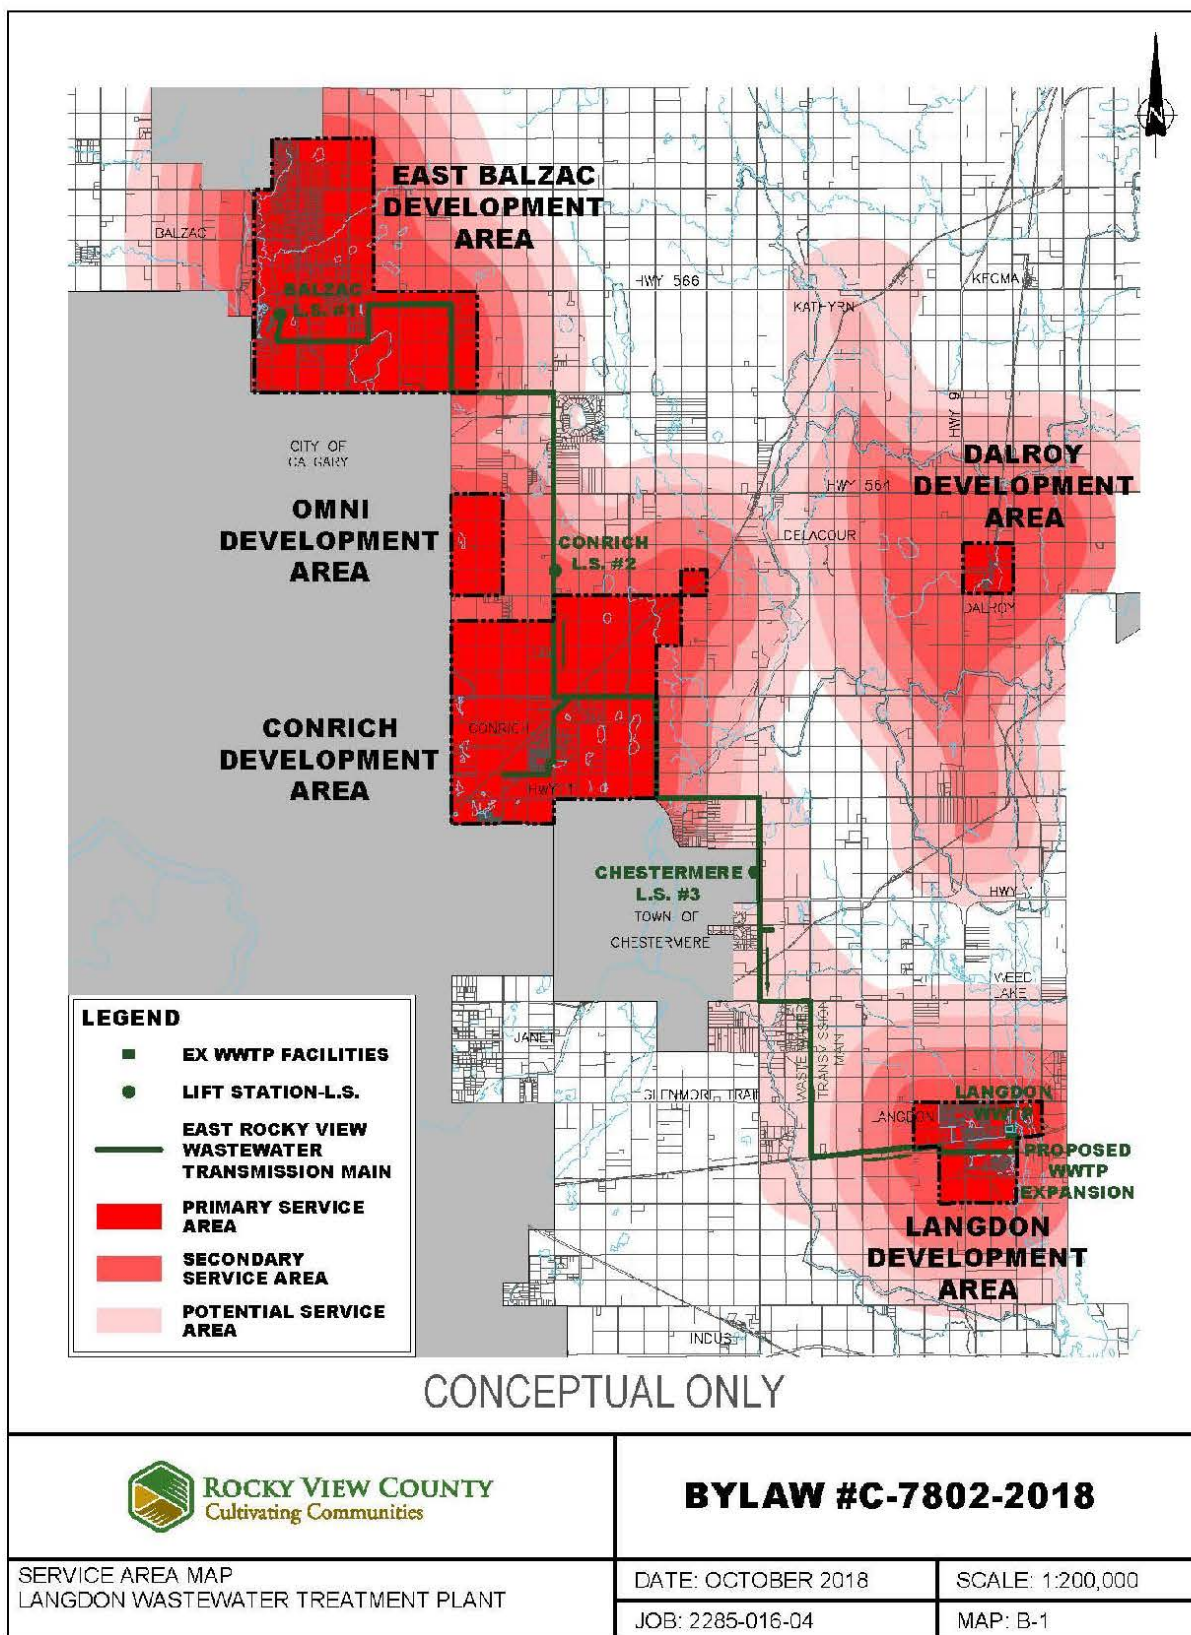 EAST BALZAC
DEVELOPMENT
AREA
BALZAC
HWY 566
KATHYRN
BALZAC
L.S. #1
HWY 9
CITY OF
CALGARY
DALROY
DEVELOPMENT
AREA
HWY 564
OMNI
DEVELOPMENT
AREA
DELACOUR
CONRICH
L.S. #2
DALROY
CONRICH
DEVELOPMENT
AREA
CONRICH
HWY 1
CHESTERMERE
L.S. #3
TOWN OF
CHESTERMERE
HWY 1
WEED
LAKE
JANET
WASTEWATER
TRANSMISSION
MAIN
GLENMORE TRAIL
LANGDON
LANGDON
WWTP
PROPOSED
WWTP
EXPANSION
LANGDON
DEVELOPMENT
AREA
INDUS
LEGEND
EX WWTP FACILITIES
LIFT STATION-L.S.
EAST ROCKY VIEW
WASTEWATER
TRANSMISSION MAIN
PRIMARY SERVICE
AREA
SECONDARY
SERVICE AREA
POTENTIAL SERVICE
AREA
CONCEPTUAL ONLY
ROCKY VIEW COUNTY
Cultivating Communities
BYLAW #C-7802-2018
SERVICE AREA MAP
LANGDON WASTEWATER TREATMENT PLANT
DATE: OCTOBER 2018
SCALE: 1:200,000
JOB: 2285-016-04
MAP: B-1